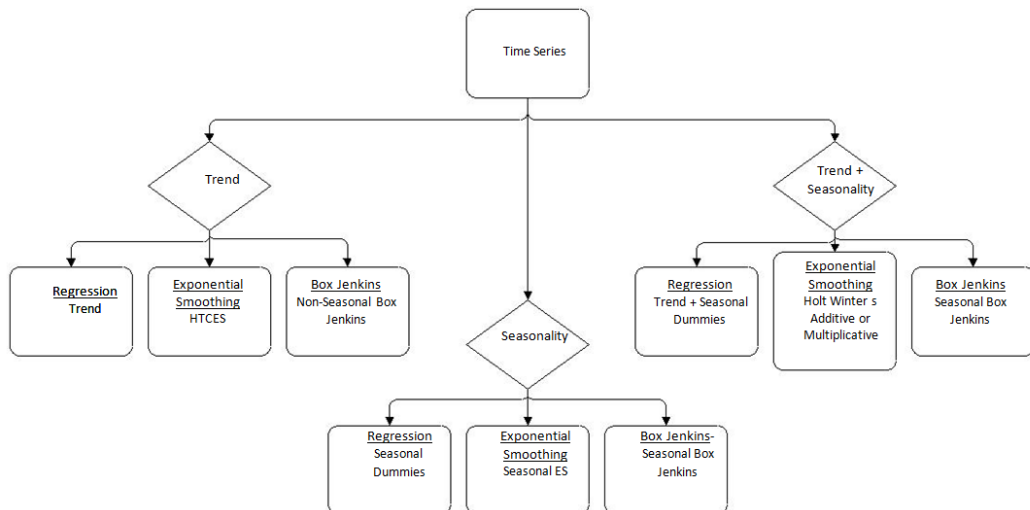 Time Series
Trend
Trend +
Seasonality
Regression
Trend
Exponential
Smoothing
HTCES
Box Jenkins
Non-Seasonal Box
Jenkins
Regression
Trend + Seasonal
Dummies
Exponential
Smoothing
Holt Winter s
Additive or
Multiplicative
Box Jenkins
Seasonal Box
Jenkins
Seasonality
Regression
Seasonal
Dummies
Exponential
Smoothing
Seasonal ES
Box Jenkins-
Seasonal Box
Jenkins